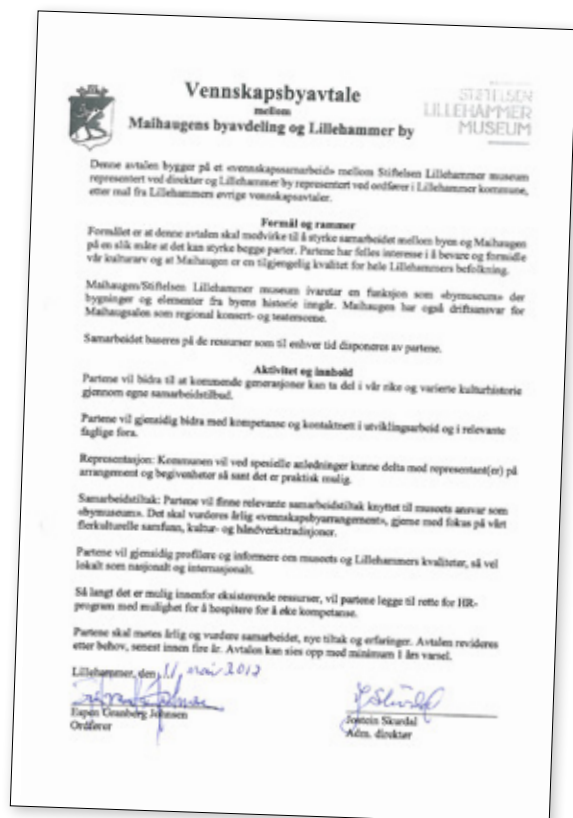 Vennskapsbyavtale
mellom
Maihaugens byavdeling og Lillehammer by
STIFTELSEN
LILLEHAMMER
MUSEUM
Denne avtalen bygger på et «vennskapssamarbeid» mellom Stiftelsen Lillehammer museum
representert ved direktør og Lillehammer by representert ved ordfører i Lillehammer kommune,
etter mal fra Lillehammers øvrige vennskapsavtaler.
Formål og rammer
Formålet er at denne avtalen skal medvirke til å styrke samarbeidet mellom byen og Maihaugen
på en slik måte at det kan styrke begge parter. Partene har felles interesse i å bevare og formidle
vår kulturarv og at Maihaugen er en tilgjengelig kvalitet for hele Lillehammers befolkning.
Maihaugen/Stiftelsen Lillehammer museum ivaretar en funksjon som «bymuseum» der
bygninger og elementer fra byens historie inngår. Maihaugen har også driftsansvar for
Maihaugsalen som regional konsert- og teaterscene.
Samarbeidet baseres på de ressurser som til enhver tid disponeres av partene.
Aktivitet og innhold
Partene vil bidra til at kommende generasjoner kan ta del i vår rike og varierte kulturhistorie
gjennom egne samarbeidstilbud.
Partene vil gjensidig bidra med kompetanse og kontaktnett i utviklingsarbeid og i relevante
faglige fora.
Representasjon: Kommunen vil ved spesielle anledninger kunne delta med representant(er) på
arrangement og begivenheter så sant det er praktisk mulig.
Samarbeidstiltak: Partene vil finne relevante samarbeidstiltak knyttet til museets ansvar som
«bymuseum». Det skal vurderes årlig «vennskapsbyarrangement», gjerne med fokus på vårt
flerkulturelle samfunn, kultur- og håndverkstradisjoner.
Partene vil gjensidig profilere og informere om museets og Lillehammers kvaliteter, så vel
lokalt som nasjonalt og internasjonalt.
Så langt det er mulig innenfor eksisterende ressurser, vil partene legge til rette for HR-
program med mulighet for å hospitere for å øke kompetanse.
Partene skal møtes årlig og vurdere samarbeidet, nye tiltak og erfaringer. Avtalen revideres
etter behov, senest innen fire år. Avtalen kan sies opp med minimum 1 års varsel.
Lillehammer, den 11. mai 2012
Espen Granberg Johnsen
Ordfører
J Skurdal
Jostein Skurdal
Adm. direktør